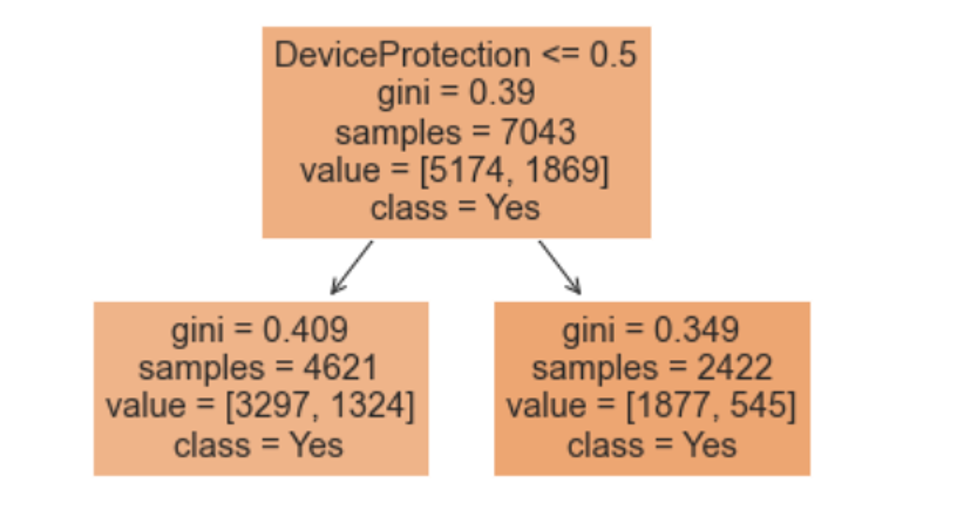 DeviceProtection <= 0.5
gini = 0.39
samples = 7043
value = [5174, 1869]
class = Yes
gini = 0.409
samples = 4621
value = [3297, 1324]
class = Yes
gini = 0.349
samples = 2422
value = [1877, 545]
class = Yes